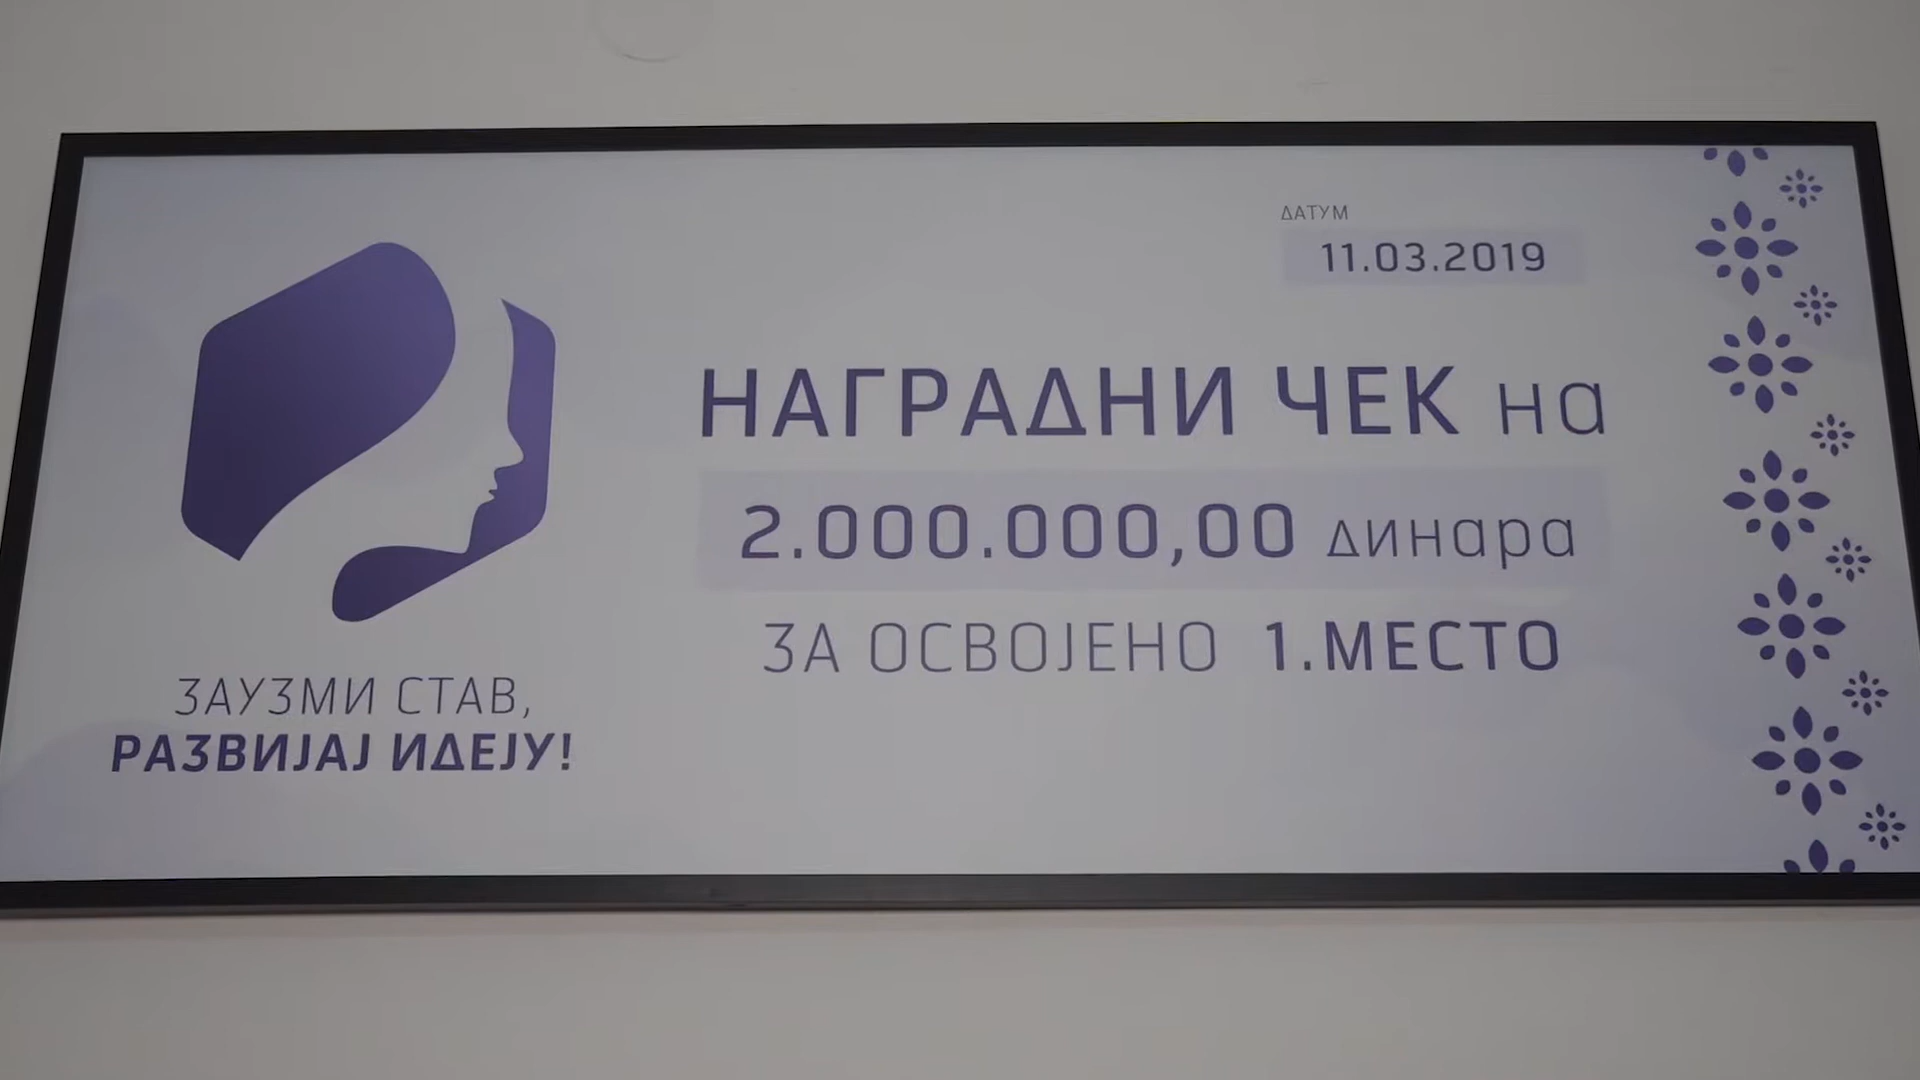 ДАТУМ
11.03.2019
НАГРАДНИ ЧЕК на
2.000.000,00 динара
ЗА ОСВОЈЕНО 1.МЕСТО
ЗАУЗМИ СТАВ,
РАЗВИЈАЈ ИДЕЈУ!